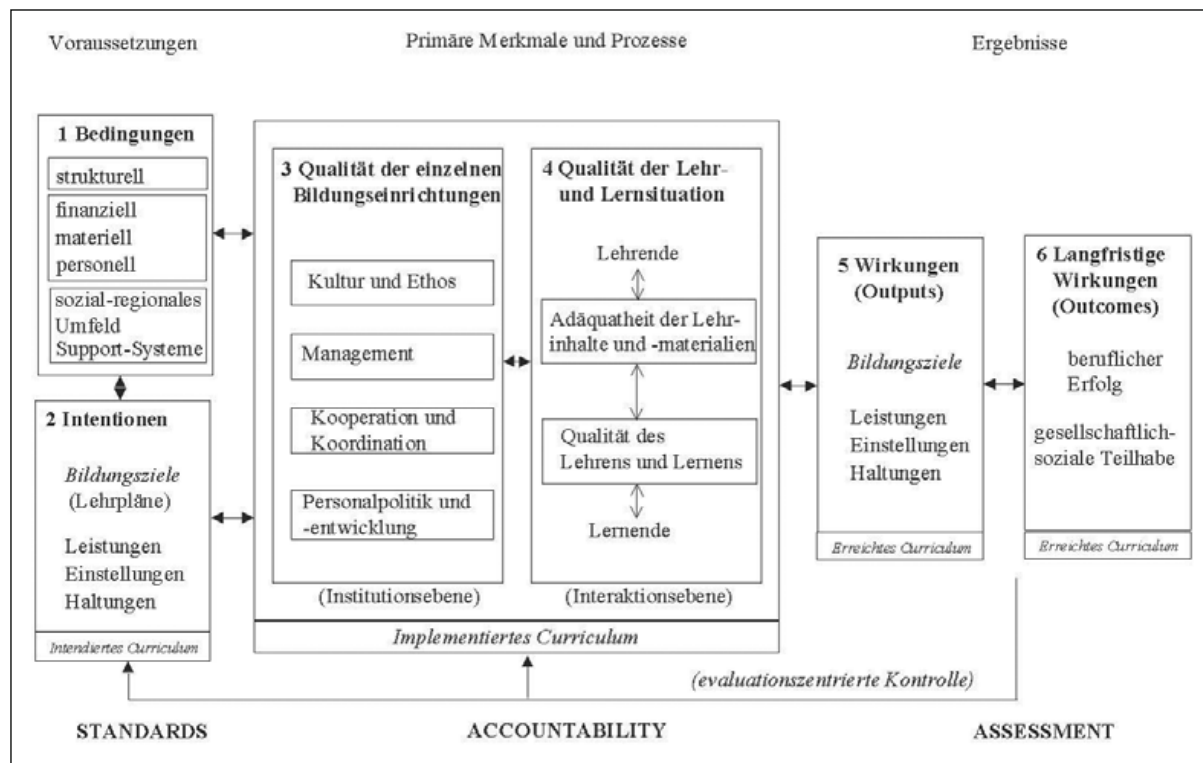 Voraussetzungen
Primäre Merkmale und Prozesse
Ergebnisse
1 Bedingungen
strukturell
finanziell
materiell
personell
sozial-regionales
Umfeld
Support-Systeme
2 Intentionen
Bildungsziele
(Lehrpläne)
Leistungen
Einstellungen
Haltungen
Intendiertes Curriculum
3 Qualität der einzelnen
Bildungseinrichtungen
Kultur und Ethos
Management
Kooperation und
Koordination
Personalpolitik und
-entwicklung
(Institutionsebene)
4 Qualität der Lehr-
und Lernsituation
Lehrende
Adäquatheit der Lehr-
inhalte und -materialien
Qualität des
Lehrens und Lernens
Lernende
(Interaktionsebene)
Implementiertes Curriculum
5 Wirkungen
(Outputs)
Bildungsziele
Leistungen
Einstellungen
Haltungen
Erreichtes Curriculum
6 Langfristige
Wirkungen
(Outcomes)
beruflicher
Erfolg
gesellschaftlich-
soziale Teilhabe
Erreichtes Curriculum
(evaluationszentrierte Kontrolle)
STANDARDS
ACCOUNTABILITY
ASSESSMENT